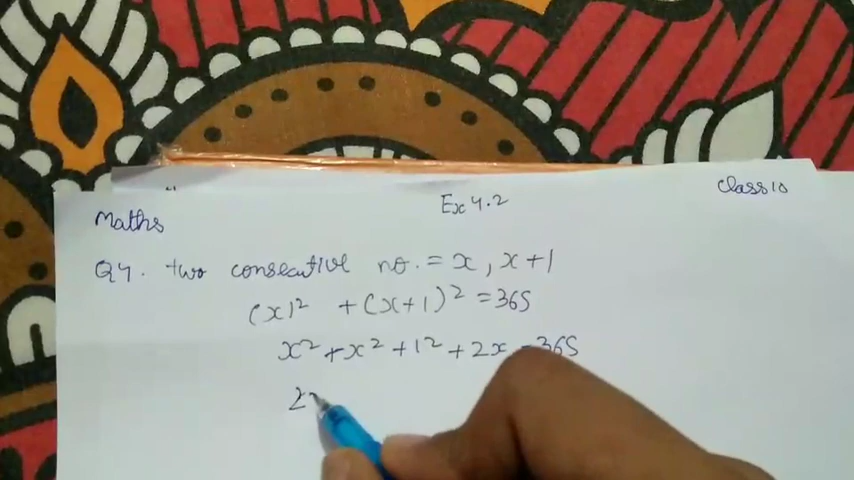 Ex 4.2
Class 10
Maths
Q4. two consecutive no. = x, x+1
(x)² + (x+1)² = 365
x² + x² + 1² + 2x = 365
2x